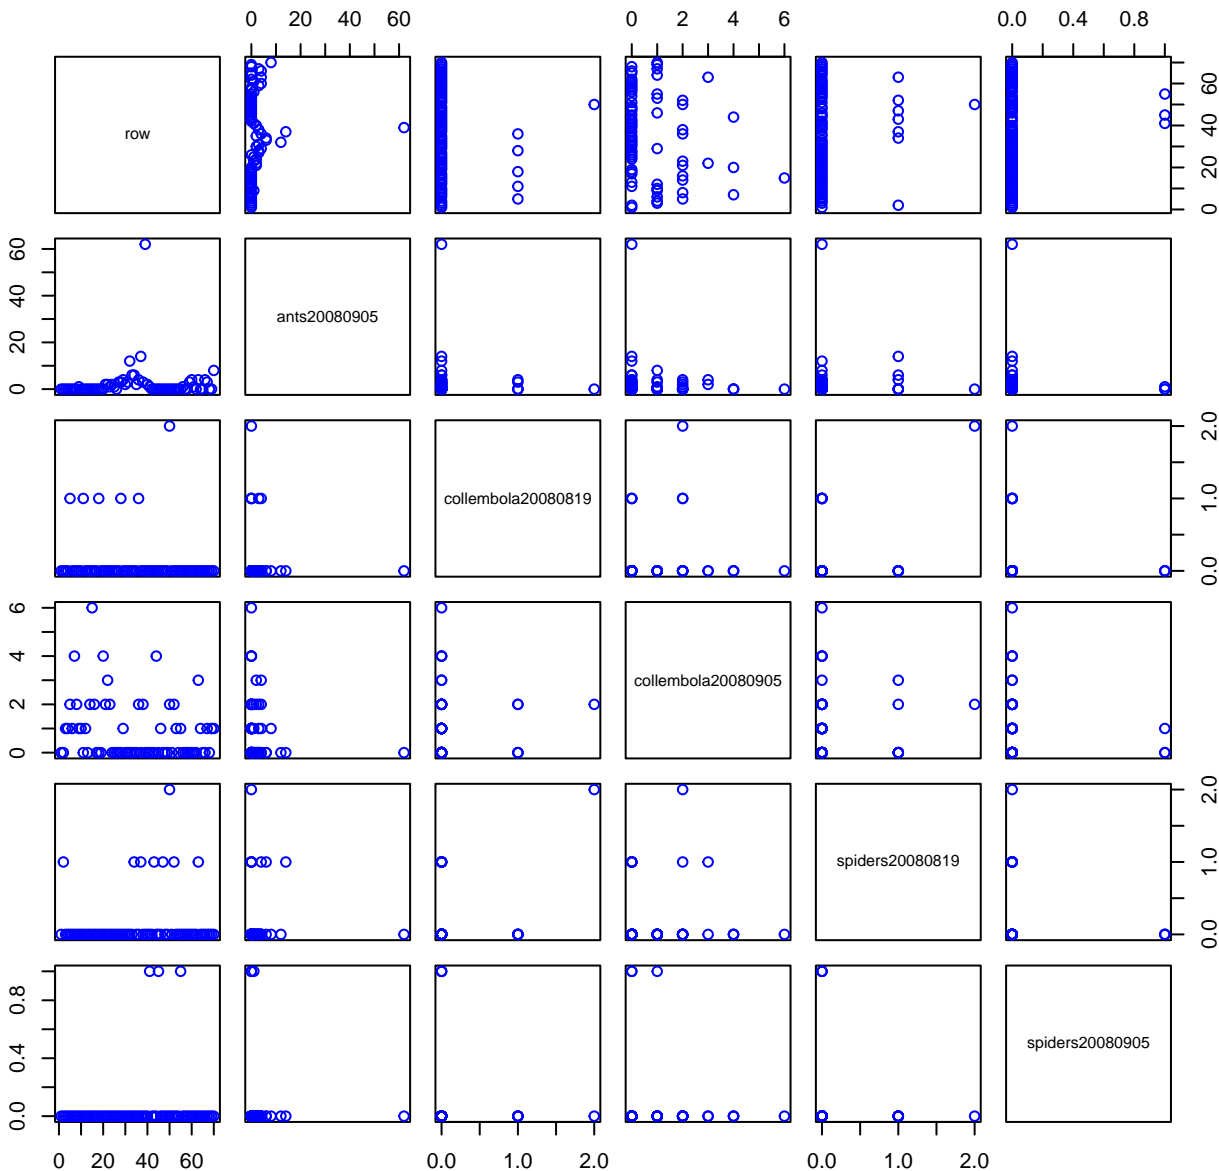 0 20 40 60 0 1 2 3 4 5 6 0.0 0.4 0.8
row
0 20 40 60
0 20 40 60
ants20080905
collembola20080819
0.0 1.0 2.0
0 2 4 6
collembola20080905
spiders20080819
0.0 1.0 2.0
0.0 0.4 0.8
spiders20080905
0 20 40 60 0.0 1.0 2.0 0.0 1.0 2.0